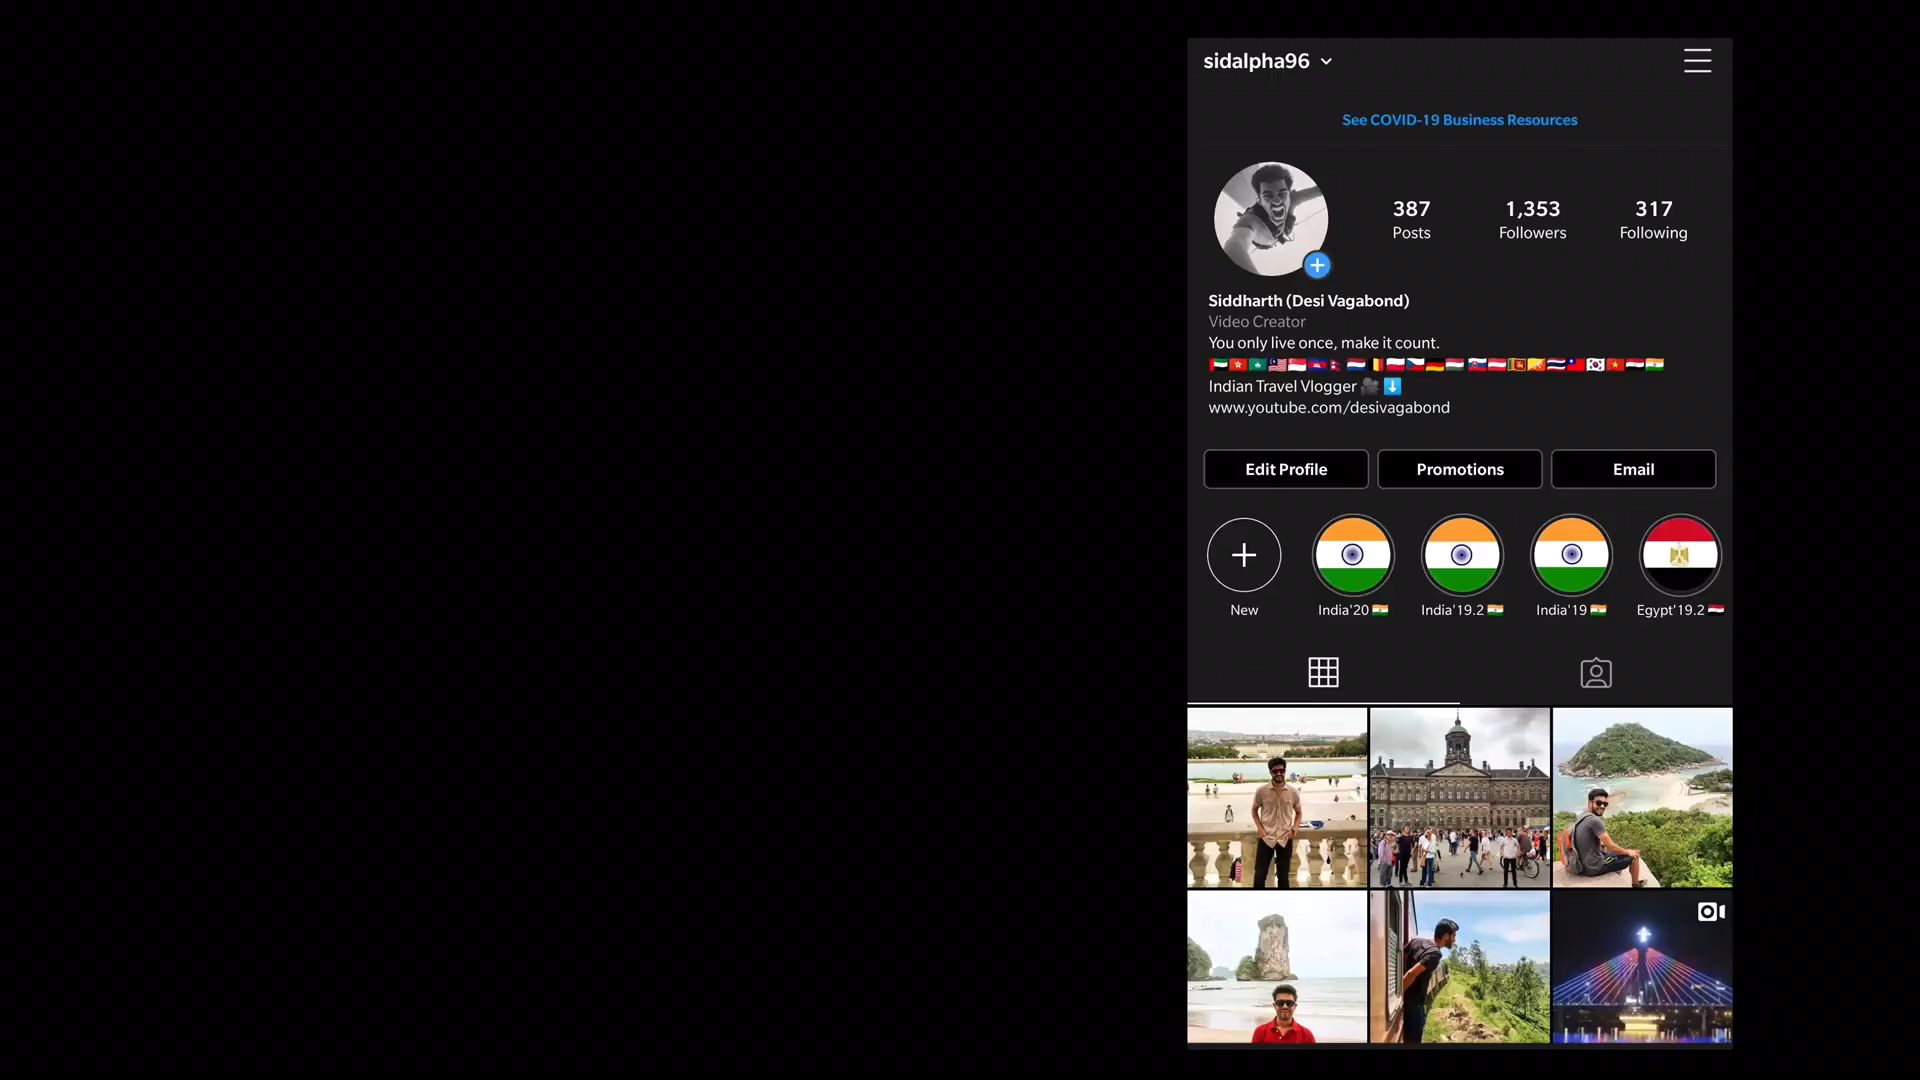 sidalpha96
See COVID-19 Business Resources
387 1,353 317
Posts Followers Following
Siddharth (Desi Vagabond)
Video Creator
You only live once, make it count.
Indian Travel Vlogger
www.youtube.com/desivagabond
Edit Profile Promotions Email
New India'20 India'19.2 India'19 Egypt'19.2